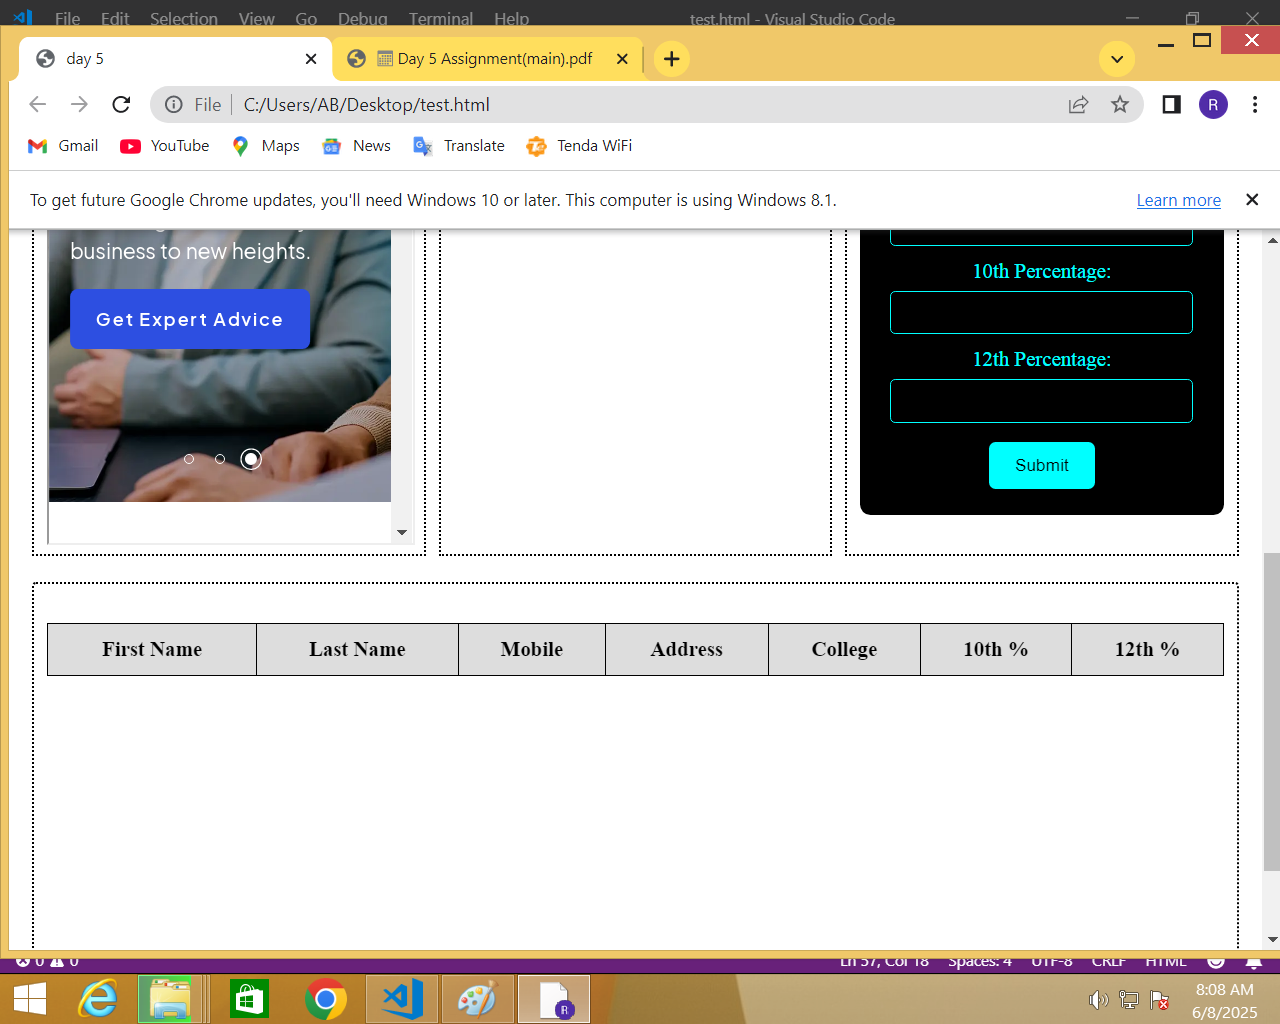 File Edit Selection View Go Debug Terminal Help test.html - Visual Studio Code
day 5
Day 5 Assignment(main).pdf
File C:/Users/AB/Desktop/test.html
R
Gmail YouTube Maps News Translate Tenda WiFi
To get future Google Chrome updates, you'll need Windows 10 or later. This computer is using Windows 8.1. Learn more
business to new heights.
Get Expert Advice
10th Percentage:
12th Percentage:
Submit
First Name Last Name Mobile Address College 10th % 12th %
0 0 Ln 57, Col 18 Spaces: 4 UTF-8 CRLF HTML
R
8:08 AM
6/8/2025